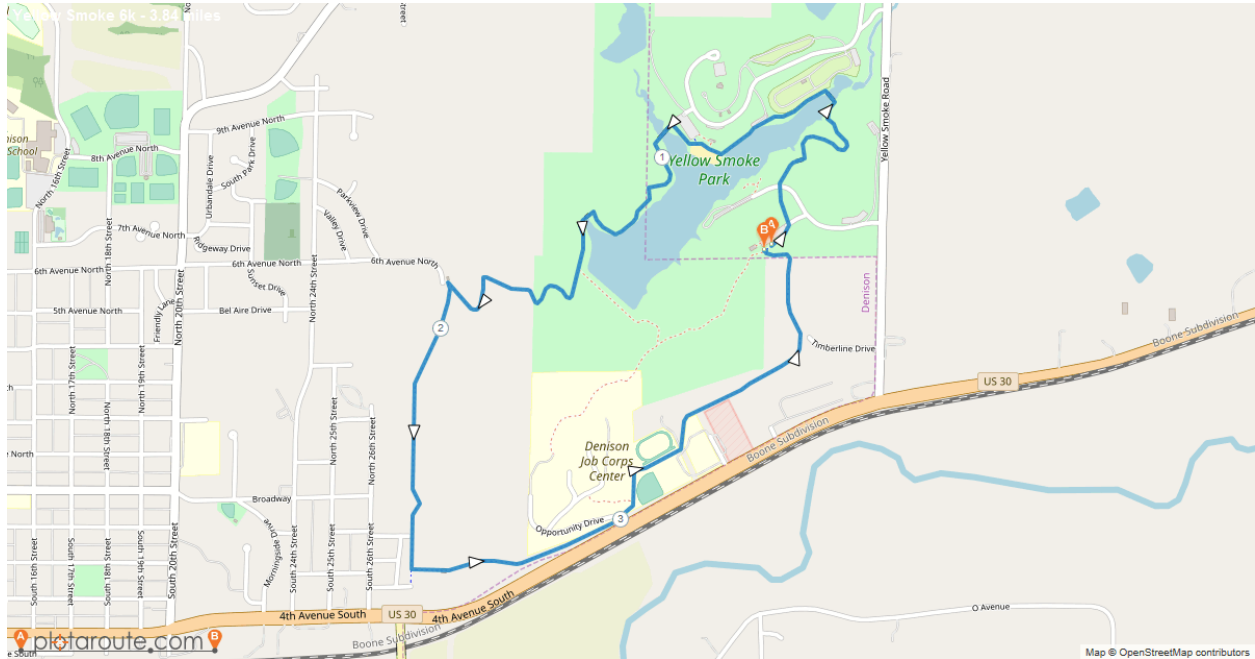 Yellow Smoke 6k - 3.84 miles
School
North 16th Street
8th Avenue North
9th Avenue North
South Park Drive
Urbandale Drive
Parkview Drive
Valley Drive
7th Avenue North
North 18th Street
Ridgeway Drive
6th Avenue North
6th Avenue North
6th Avenue North
Sunset Drive
North 24th Street
5th Avenue North
Friendly Lane
North 20th Street
Bel Aire Drive
North 17th Street
North 19th Street
North 18th Street
North 25th Street
North 26th Street
Broadway
Morningside Drive
South 24th Street
South 25th Street
South 26th Street
South 16th Street
South 17th Street
South 18th Street
South 19th Street
South 20th Street
4th Avenue South
US 30
4th Avenue South
Boone Subdivision
1
2
3
Yellow Smoke
Park
A
B
Yellow Smoke Road
Denison
Timberline Drive
Boone Subdivision
US 30
Boone Subdivision
Denison
Job Corps
Center
Opportunity Drive
O Avenue
A
plotaroute.com
B
Map © OpenStreetMap contributors